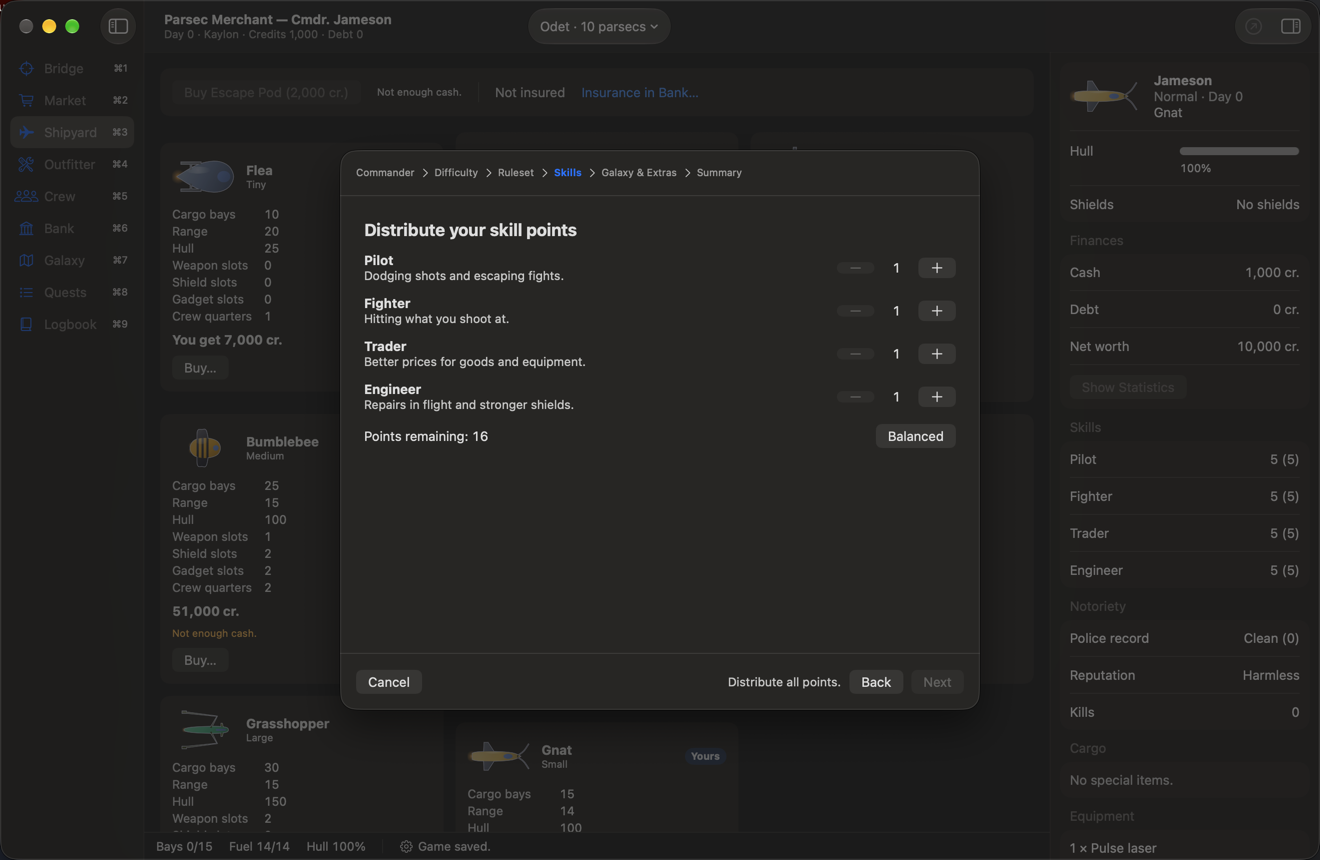 Parsec Merchant — Cmdr. Jameson
Day 0 · Kaylon · Credits 1,000 · Debt 0
Odet · 10 parsecs
Bridge ⌘1
Market ⌘2
Shipyard ⌘3
Outfitter ⌘4
Crew ⌘5
Bank ⌘6
Galaxy ⌘7
Quests ⌘8
Logbook ⌘9
Buy Escape Pod (2,000 cr.) Not enough cash. Not insured Insurance in Bank...
Flea
Tiny
Cargo bays 10
Range 20
Hull 25
Weapon slots 0
Shield slots 0
Gadget slots 0
Crew quarters 1
You get 7,000 cr.
Buy...
Bumblebee
Medium
Cargo bays 25
Range 15
Hull 100
Weapon slots 1
Shield slots 2
Gadget slots 2
Crew quarters 2
51,000 cr.
Not enough cash.
Buy...
Grasshopper
Large
Cargo bays 30
Range 15
Hull 150
Weapon slots 2
Gnat
Small
Yours
Cargo bays 15
Range 14
Hull 100
Commander > Difficulty > Ruleset > Skills > Galaxy & Extras > Summary
Distribute your skill points
Pilot
Dodging shots and escaping fights.
− 1 +
Fighter
Hitting what you shoot at.
− 1 +
Trader
Better prices for goods and equipment.
− 1 +
Engineer
Repairs in flight and stronger shields.
− 1 +
Points remaining: 16
Balanced
Cancel
Distribute all points.
Back
Next
Jameson
Normal · Day 0
Gnat
Hull
100%
Shields No shields
Finances
Cash 1,000 cr.
Debt 0 cr.
Net worth 10,000 cr.
Show Statistics
Skills
Pilot 5 (5)
Fighter 5 (5)
Trader 5 (5)
Engineer 5 (5)
Notoriety
Police record Clean (0)
Reputation Harmless
Kills 0
Cargo
No special items.
Equipment
1 × Pulse laser
Bays 0/15 Fuel 14/14 Hull 100% Game saved.